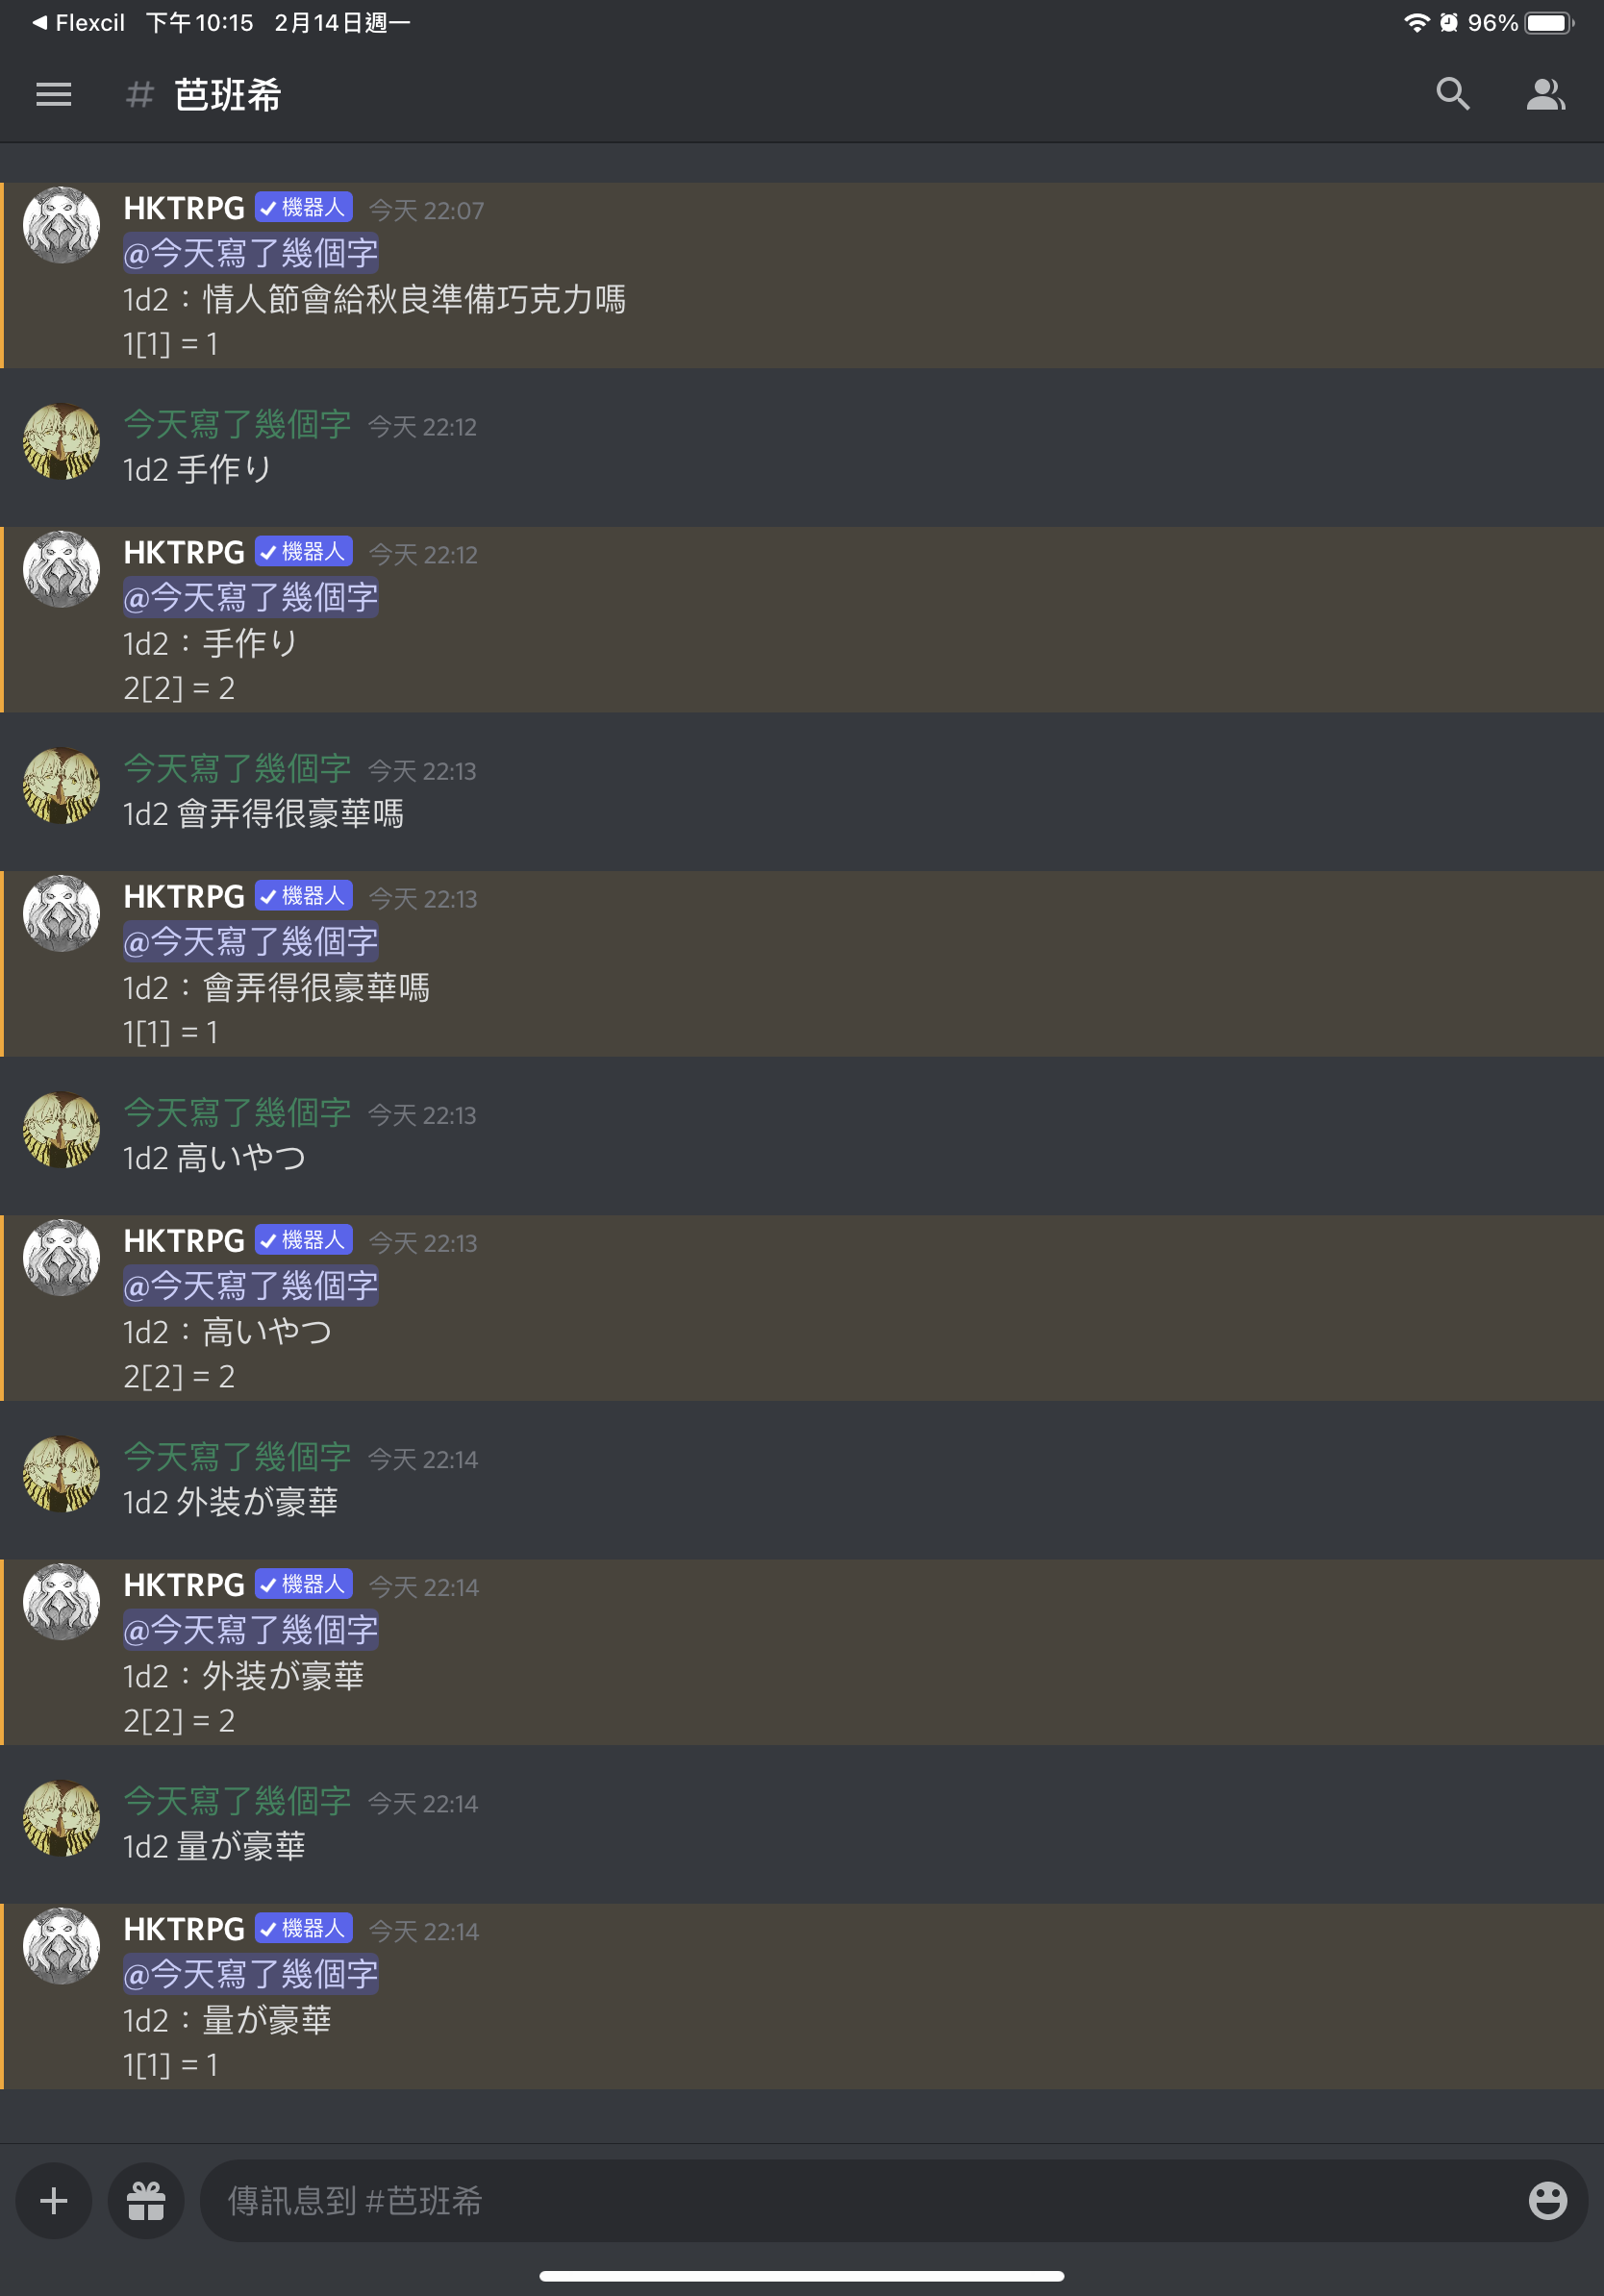 ◀ Flexcil 下午10:15 2月14日週一 96%
# 芭班希
HKTRPG ✓機器人 今天 22:07
@今天寫了幾個字
1d2：情人節會給秋良準備巧克力嗎
1[1] = 1
今天寫了幾個字 今天 22:12
1d2 手作り
HKTRPG ✓機器人 今天 22:12
@今天寫了幾個字
1d2：手作り
2[2] = 2
今天寫了幾個字 今天 22:13
1d2 會弄得很豪華嗎
HKTRPG ✓機器人 今天 22:13
@今天寫了幾個字
1d2：會弄得很豪華嗎
1[1] = 1
今天寫了幾個字 今天 22:13
1d2 高いやつ
HKTRPG ✓機器人 今天 22:13
@今天寫了幾個字
1d2：高いやつ
2[2] = 2
今天寫了幾個字 今天 22:14
1d2 外装が豪華
HKTRPG ✓機器人 今天 22:14
@今天寫了幾個字
1d2：外装が豪華
2[2] = 2
今天寫了幾個字 今天 22:14
1d2 量が豪華
HKTRPG ✓機器人 今天 22:14
@今天寫了幾個字
1d2：量が豪華
1[1] = 1
傳訊息到 #芭班希